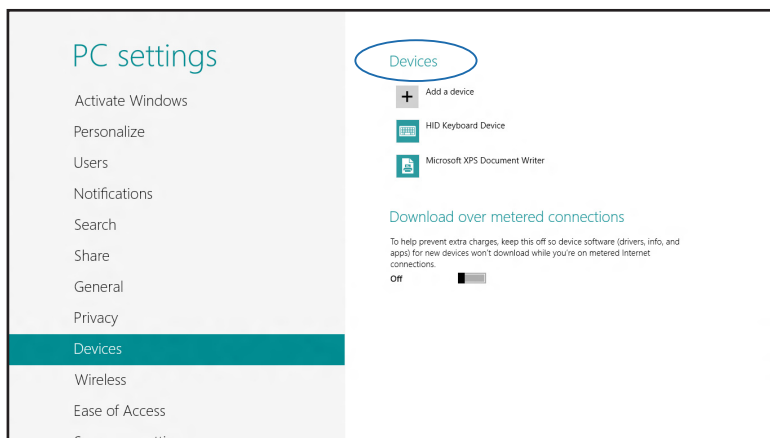 PC settings
Activate Windows
Personalize
Users
Notifications
Search
Share
General
Privacy
Devices
Wireless
Ease of Access
Devices
Add a device
HID Keyboard Device
Microsoft XPS Document Writer
Download over metered connections
To help prevent extra charges, keep this off so device software (drivers, info, and
apps) for new devices won't download while you're on metered Internet
connections.
Off